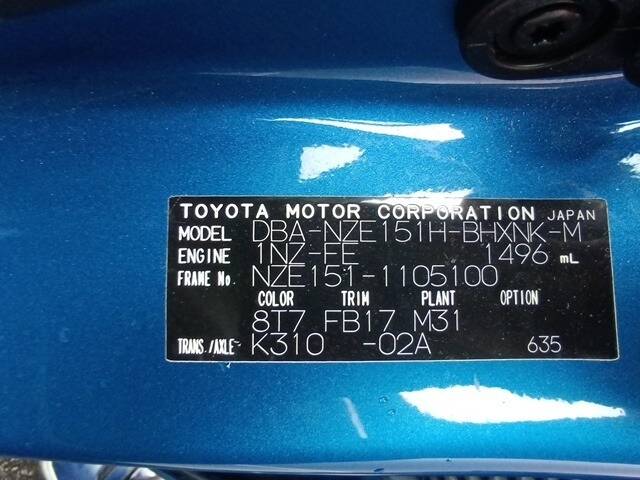 TOYOTA MOTOR CORPORATION JAPAN
MODEL DBA-NZE151H-BHXNK-M
ENGINE 1NZ-FE 1496 mL
FRAME No. NZE151-1105100
COLOR TRIM PLANT OPTION
8T7 FB17 M31
TRANS./AXLE K310 -02A 635